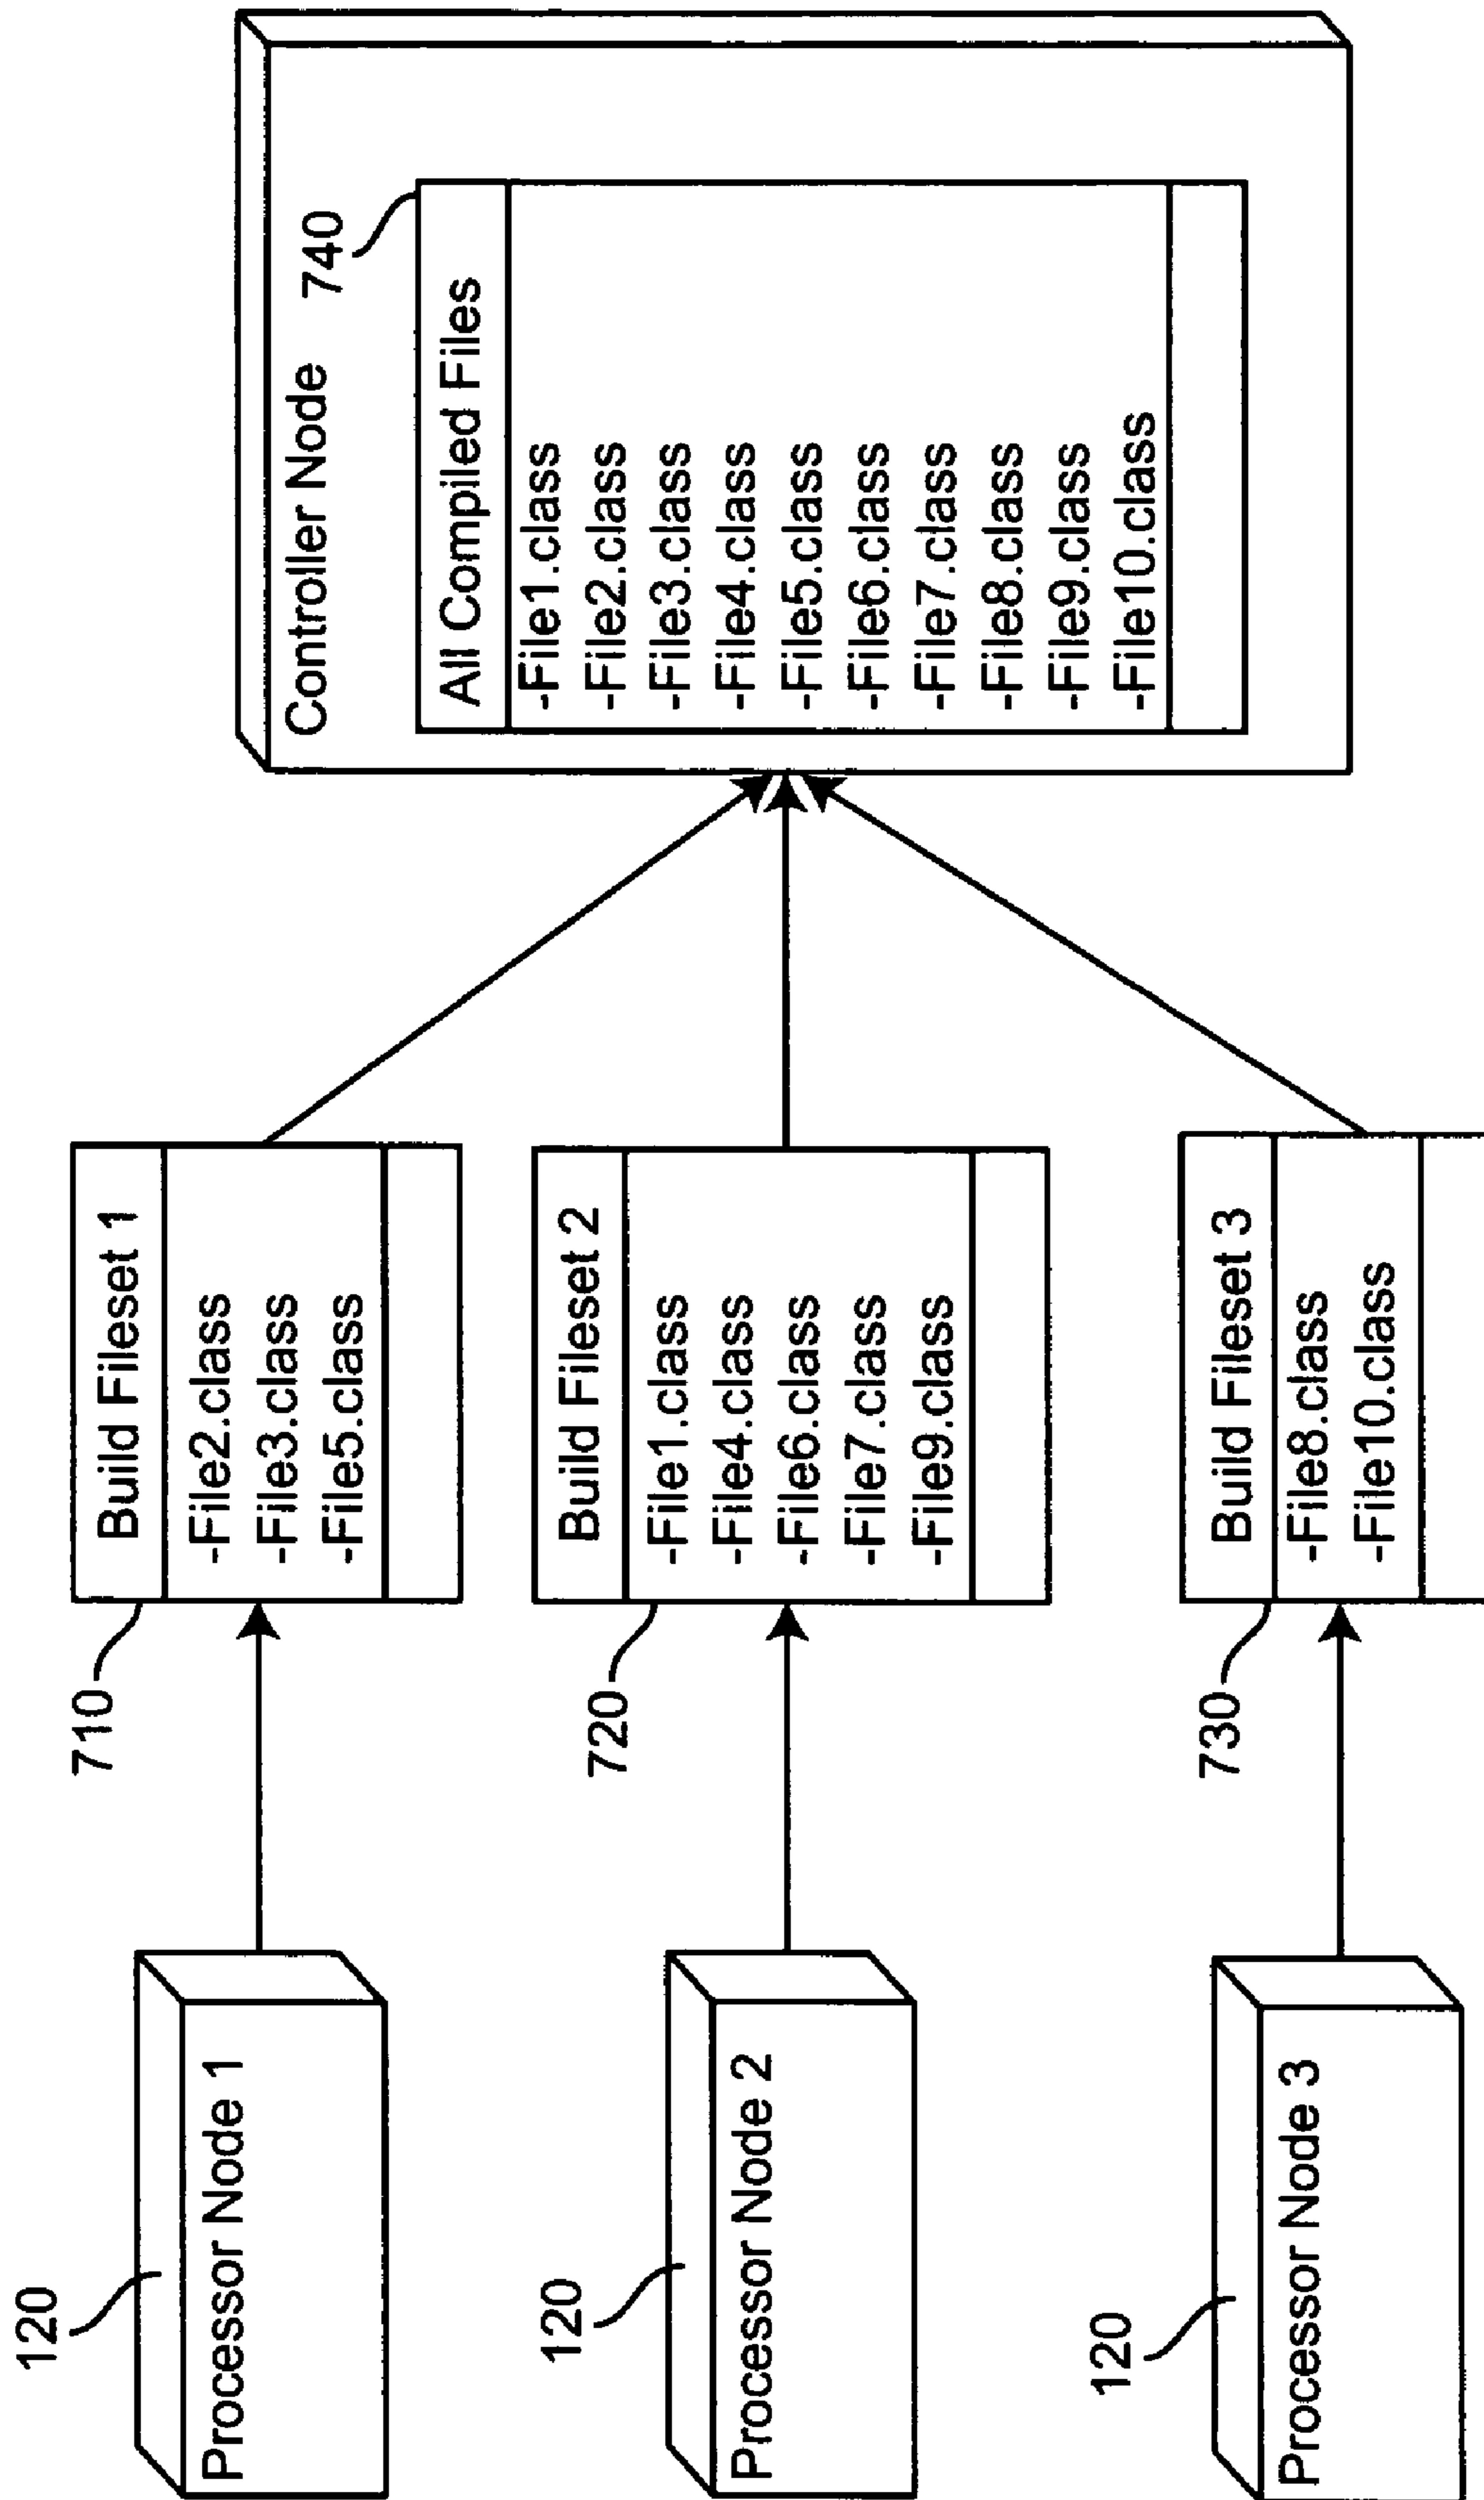 120
Processor Node 1
710
Build Fileset 1
-File2.class
-File3.class
-File5.class
120
Processor Node 2
720
Build Fileset 2
-File1.class
-File4.class
-File6.class
-File7.class
-File9.class
120
Processor Node 3
730
Build Fileset 3
-File8.class
-File10.class
Controller Node
740
All Compiled Files
-File1.class
-File2.class
-File3.class
-File4.class
-File5.class
-File6.class
-File7.class
-File8.class
-File9.class
-File10.class